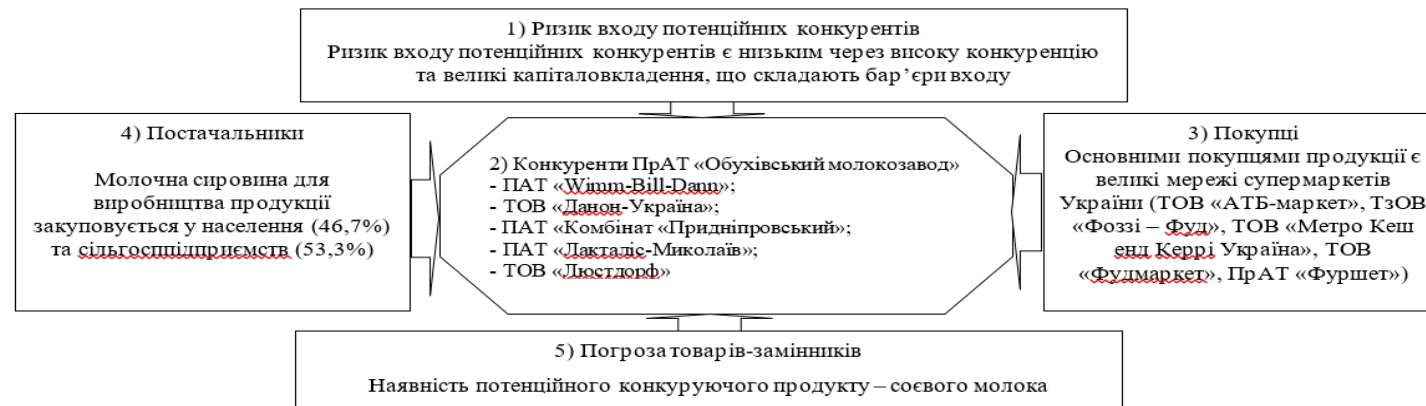 1) Ризик входу потенційних конкурентів
Ризик входу потенційних конкурентів є низьким через високу конкуренцію
та великі капіталовкладення, що складають бар’єри входу
2) Конкуренти ПрАТ «Обухівський молокозавод»
- ПАТ «Wimm-Bill-Dann»;
- ТОВ «Данон-Україна»;
- ПАТ «Комбінат «Придніпровський»;
- ПАТ «Лакталіс-Миколаїв»;
- ТОВ «Люстдорф»
3) Покупці
Основними покупцями продукції є
великі мережі супермаркетів
України (ТОВ «АТБ-маркет», ТзОВ
«Фоззі – Фуд», ТОВ «Метро Кеш
енд Керрі Україна», ТОВ
«Фудмаркет», ПрАТ «Фуршет»)
4) Постачальники
Молочна сировина для
виробництва продукції
закуповується у населення (46,7%)
та сільгосппідприємств (53,3%)
5) Погроза товарів-замінників
Наявність потенційного конкуруючого продукту – соєвого молока